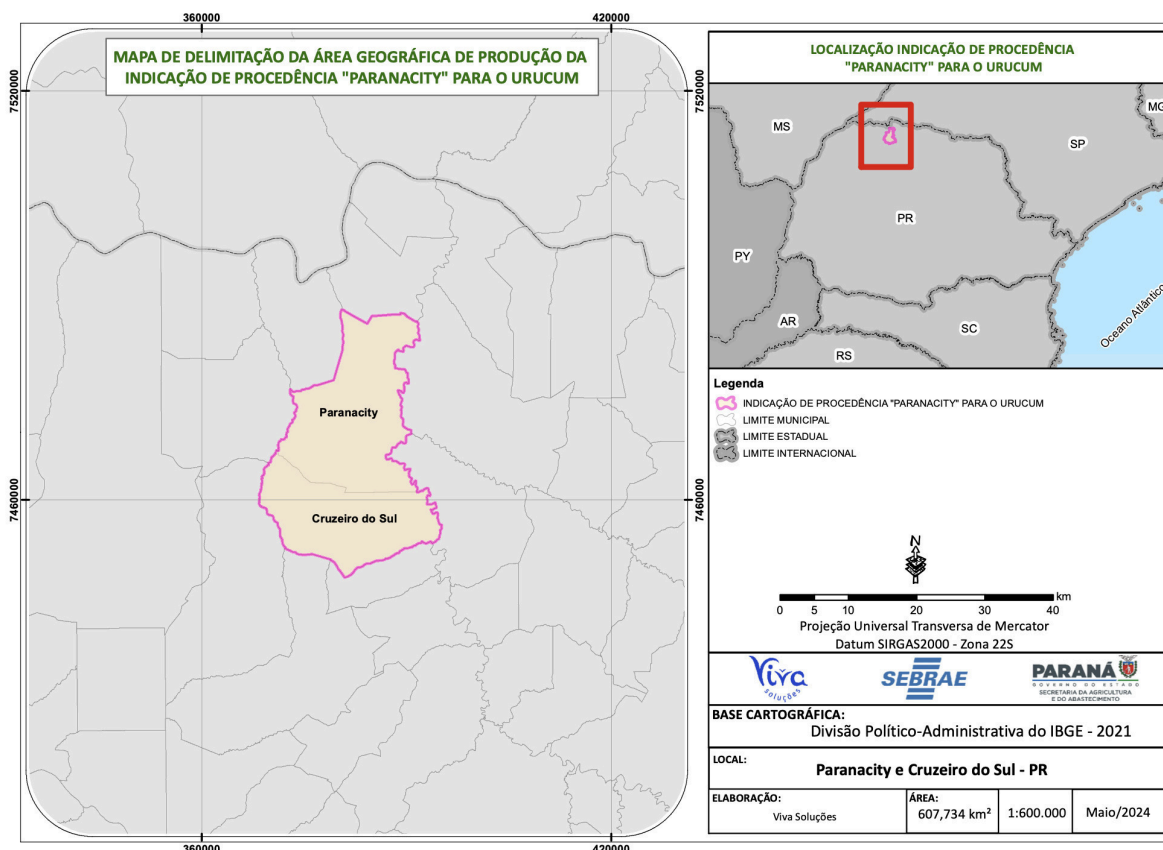 360000
420000
MAPA DE DELIMITAÇÃO DA ÁREA GEOGRÁFICA DE PRODUÇÃO DA
INDICAÇÃO DE PROCEDÊNCIA "PARANACITY" PARA O URUCUM
7520000
7520000
Paranacity
7460000
7460000
Cruzeiro do Sul
360000
420000
LOCALIZAÇÃO INDICAÇÃO DE PROCEDÊNCIA
"PARANACITY" PARA O URUCUM
MS
MG
SP
PR
PY
AR
SC
RS
Oceano Atlântico
Legenda
INDICAÇÃO DE PROCEDÊNCIA "PARANACITY" PARA O URUCUM
LIMITE MUNICIPAL
LIMITE ESTADUAL
LIMITE INTERNACIONAL
N
km
0 5 10 20 30 40
Projeção Universal Transversa de Mercator
Datum SIRGAS2000 - Zona 22S
Viva
soluções
SEBRAE
PARANÁ
GOVERNO DO ESTADO
SECRETARIA DA AGRICULTURA
E DO ABASTECIMENTO
BASE CARTOGRÁFICA:
Divisão Político-Administrativa do IBGE - 2021
LOCAL:
Paranacity e Cruzeiro do Sul - PR
ELABORAÇÃO:
Viva Soluções
ÁREA:
607,734 km²
1:600.000
Maio/2024